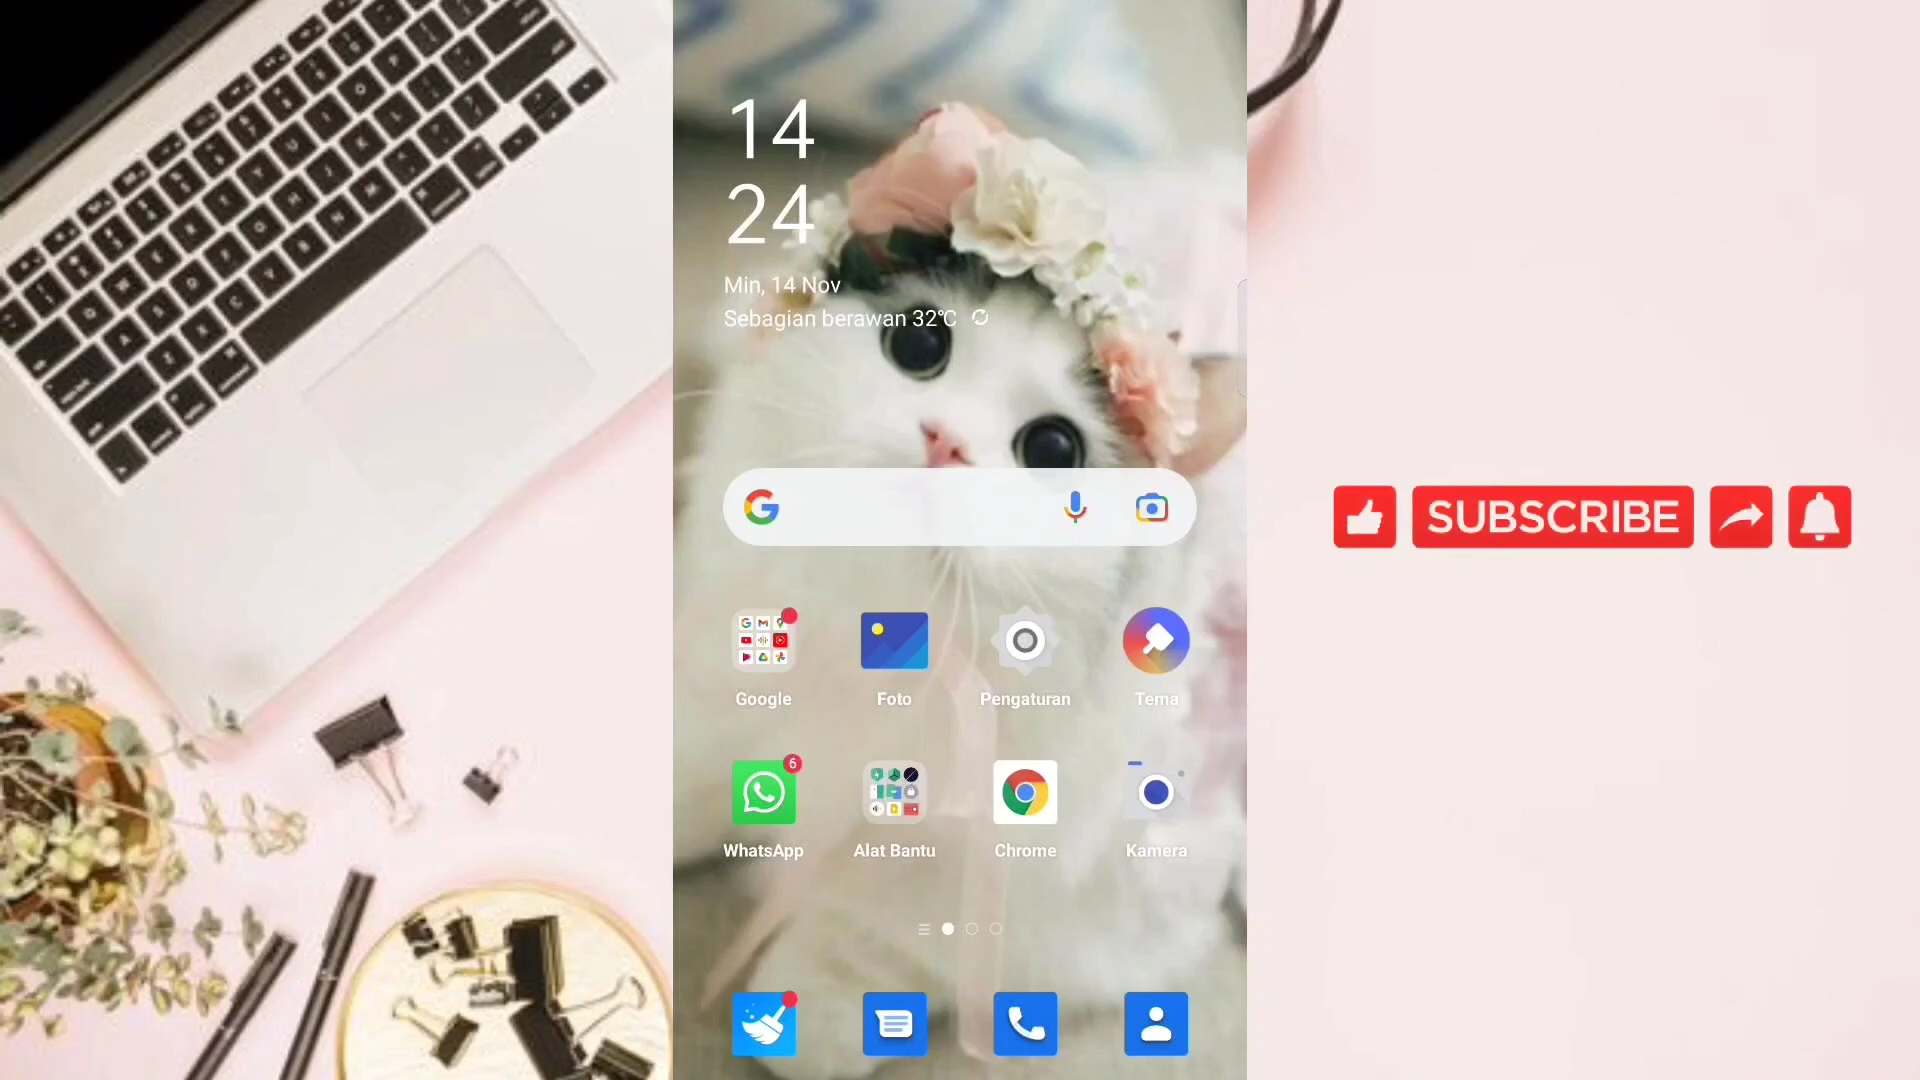 14
24
Min, 14 Nov
Sebagian berawan 32°C
SUBSCRIBE
Google
Foto
Pengaturan
Tema
6
WhatsApp
Alat Bantu
Chrome
Kamera